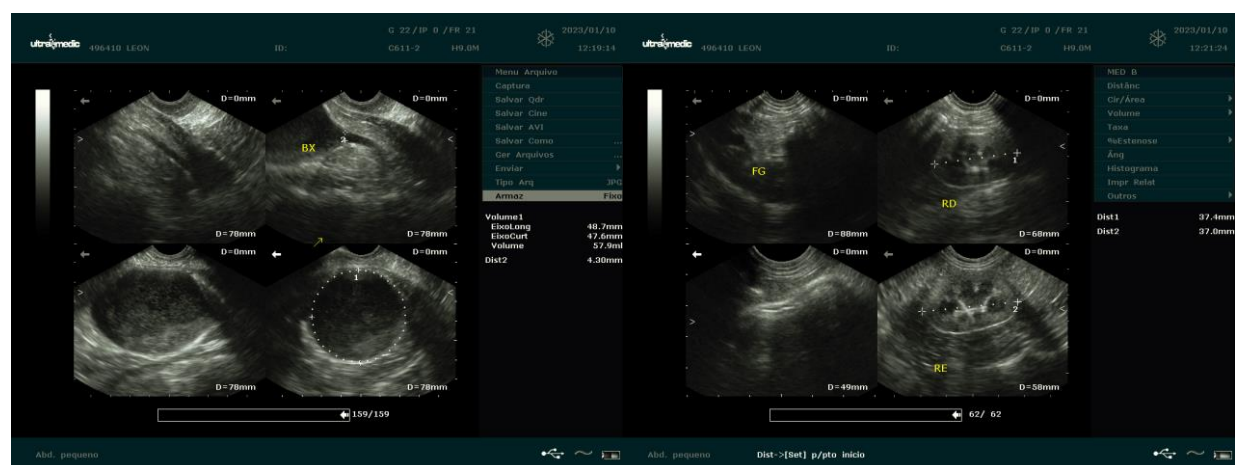 G 22/IP 0 /FR 21
2023/01/10
ultramedic
496410 LEON
ID:
C611-2
H9.0M
12:19:14
Menu Arquivo
Captura
Salvar Qdr
Salvar Cine
Salvar AVI
Salvar Como ...
Ger Arquivos ...
Enviar
Tipo Arq JPG
Armaz Fixo
Volume1
EixoLong 48.7mm
EixoCurt 47.6mm
Volume 57.9ml
Dist2 4.30mm
D=0mm
D=0mm
BX
2
D=78mm
D=78mm
D=0mm
D=0mm
1
D=78mm
D=78mm
159/159
Abd. pequeno
G 22/IP 0 /FR 21
2023/01/10
ultramedic
496410 LEON
ID:
C611-2
H9.0M
12:21:24
MED B
Distânc
Cir/Área
Volume
Taxa
%Estenose
Âng
Histograma
Impr Relat
Outros
Dist1 37.4mm
Dist2 37.0mm
D=0mm
D=0mm
FG
1
RD
D=88mm
D=68mm
D=0mm
D=0mm
2
RE
D=49mm
D=58mm
62/ 62
Abd. pequeno
Dist->[Set] p/pto início